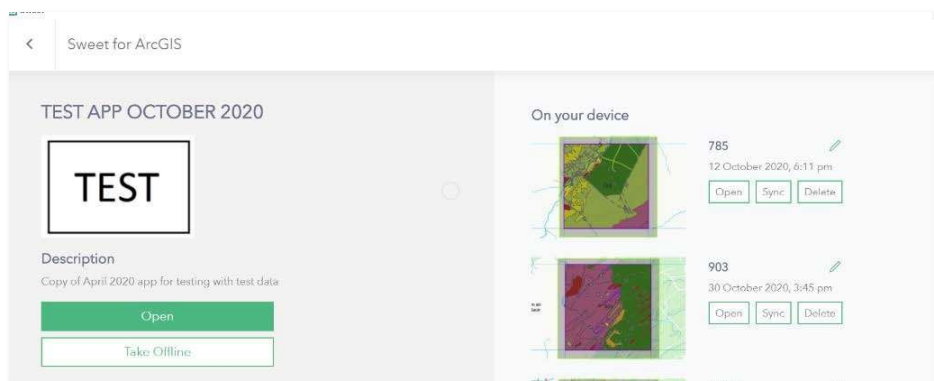 Sweet for ArcGIS
TEST APP OCTOBER 2020
TEST
Description
Copy of April 2020 app for testing with test data
Open
Take Offline
On your device
785
12 October 2020, 6:11 pm
Open Sync Delete
903
30 October 2020, 3:45 pm
Open Sync Delete